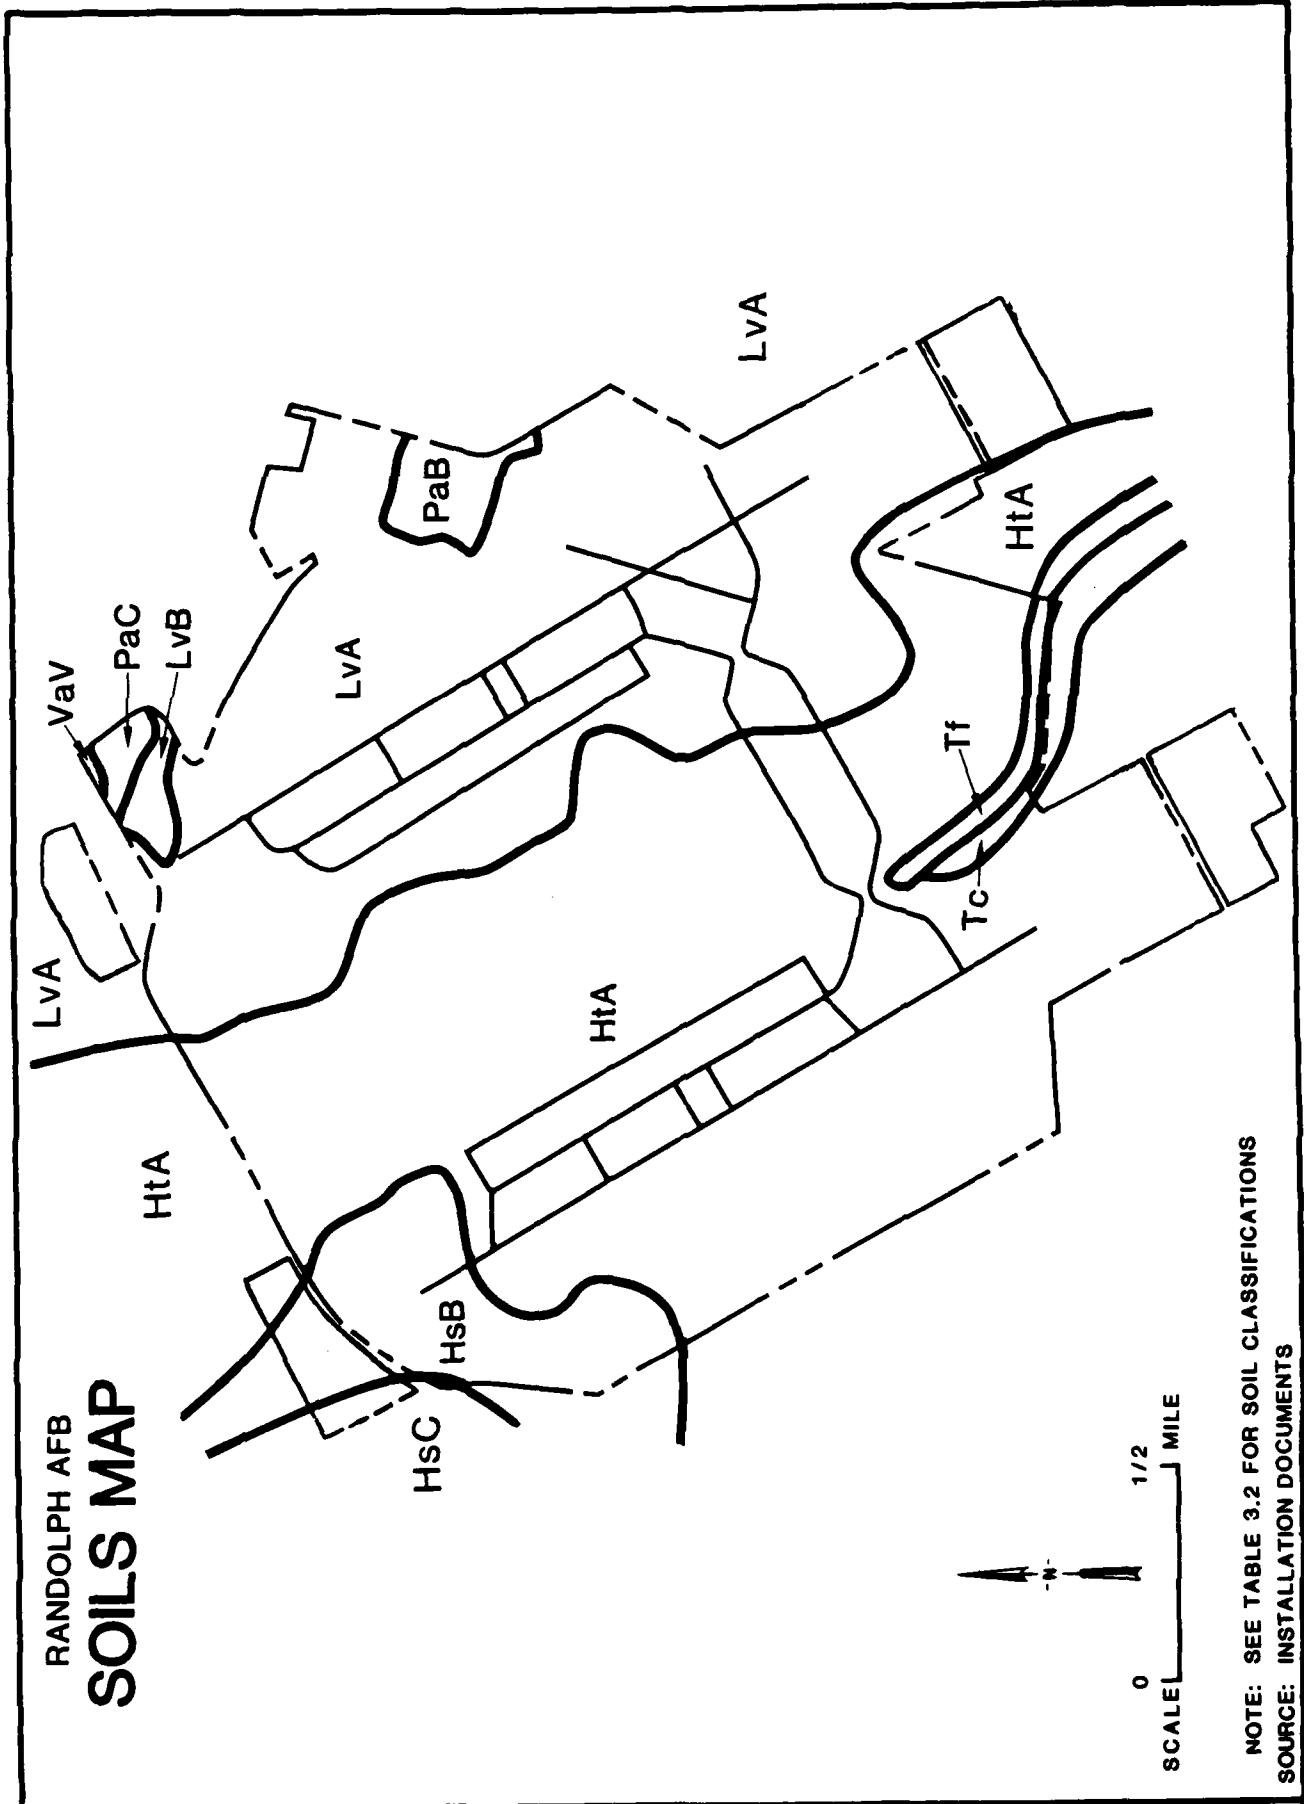 RANDOLPH AFB
SOILS MAP
LvA
VaV
PaC
HtA
LvB
LvA
HsC
PaB
HsB
HtA
LvA
Tf
Tc
HtA
-N-
0 1/2
SCALE MILE
NOTE: SEE TABLE 3.2 FOR SOIL CLASSIFICATIONS
SOURCE: INSTALLATION DOCUMENTS